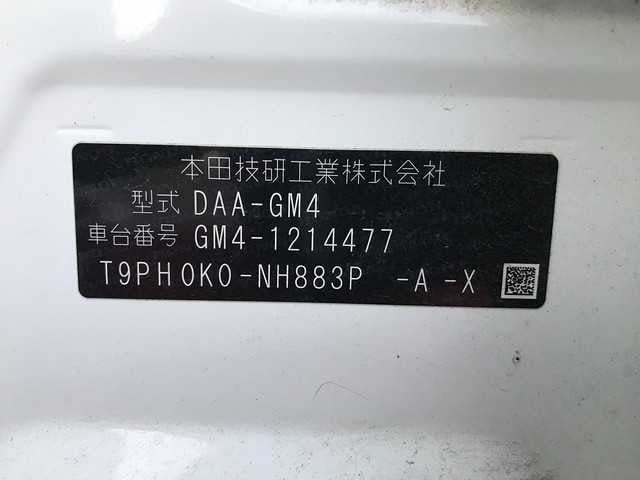 本田技研工業株式会社
型式 DAA-GM4
車台番号 GM4-1214477
T9PH0K0-NH883P -A -X